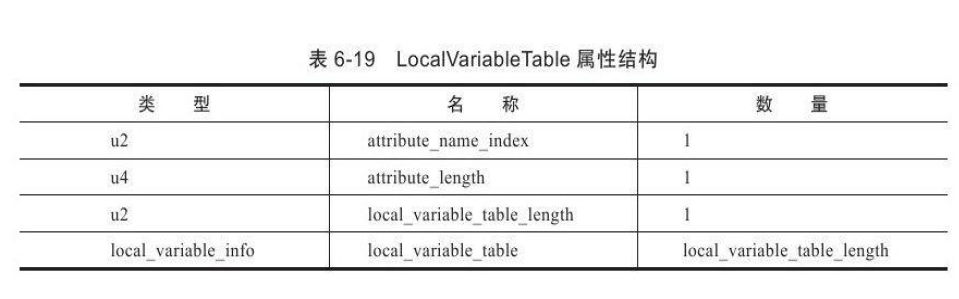 表 6-19 LocalVariableTable 属性结构
类 型 名 称 数 量
u2 attribute_name_index 1
u4 attribute_length 1
u2 local_variable_table_length 1
local_variable_info local_variable_table local_variable_table_length